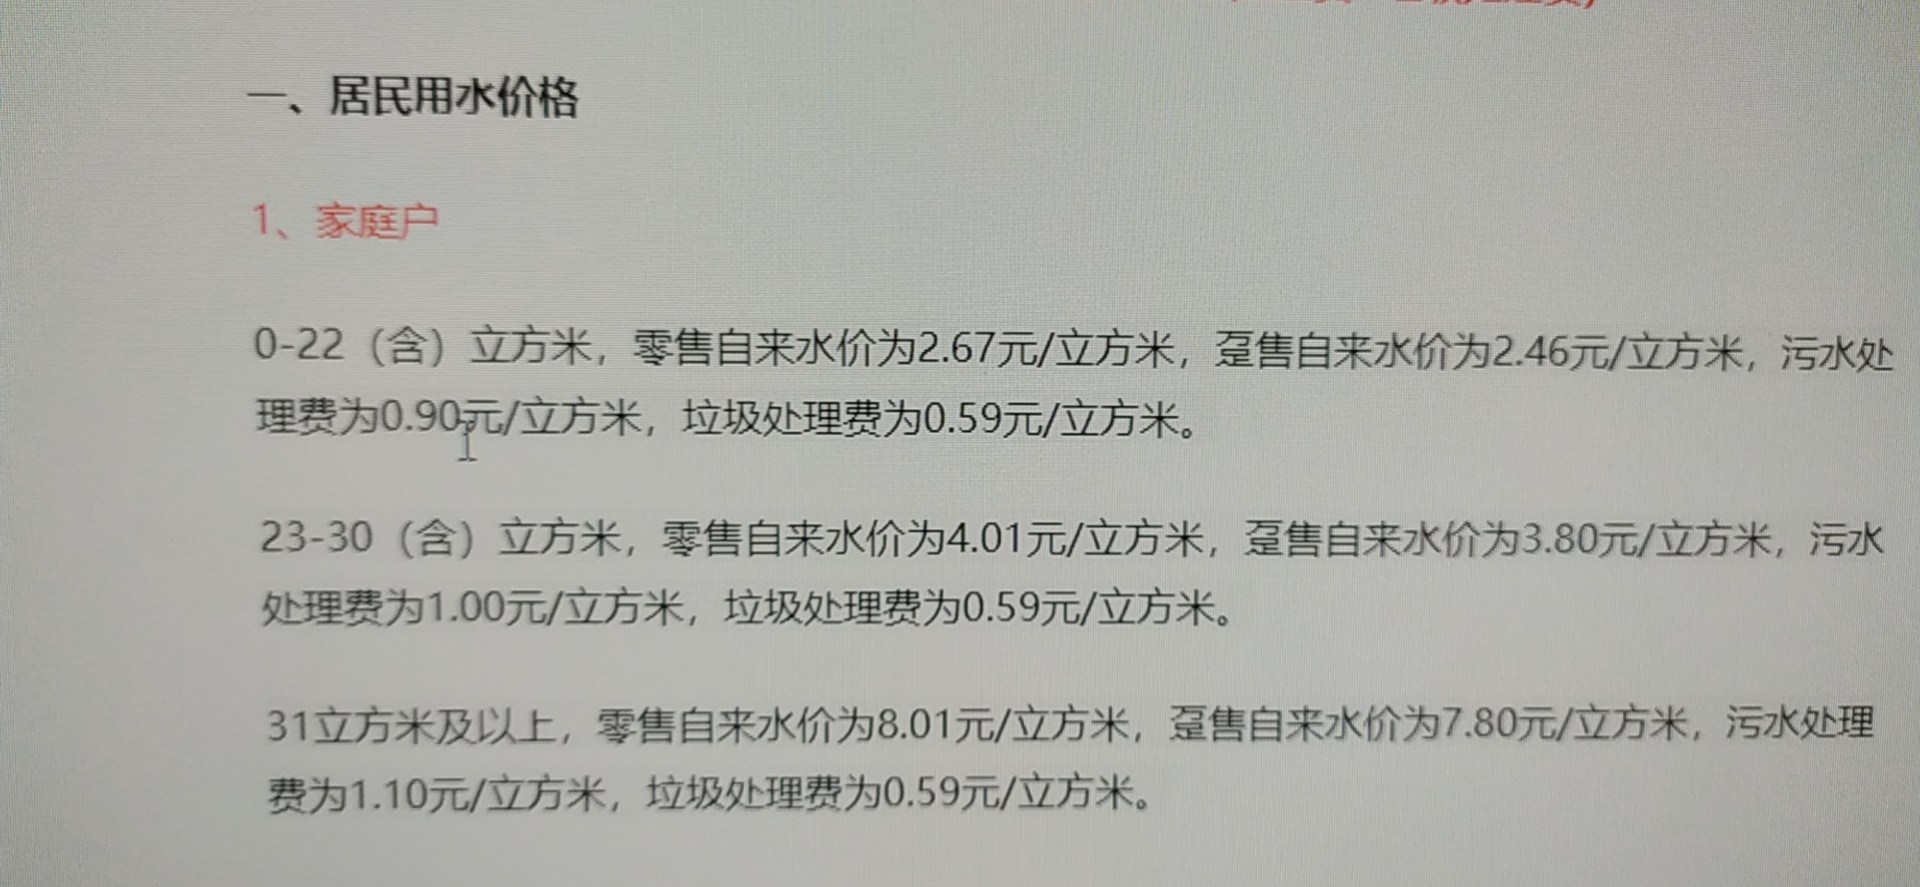 一、居民用水价格
1、家庭户
0-22（含）立方米，零售自来水价为2.67元/立方米，趸售自来水价为2.46元/立方米，污水处
理费为0.90元/立方米，垃圾处理费为0.59元/立方米。
23-30（含）立方米，零售自来水价为4.01元/立方米，趸售自来水价为3.80元/立方米，污水
处理费为1.00元/立方米，垃圾处理费为0.59元/立方米。
31立方米及以上，零售自来水价为8.01元/立方米，趸售自来水价为7.80元/立方米，污水处理
费为1.10元/立方米，垃圾处理费为0.59元/立方米。